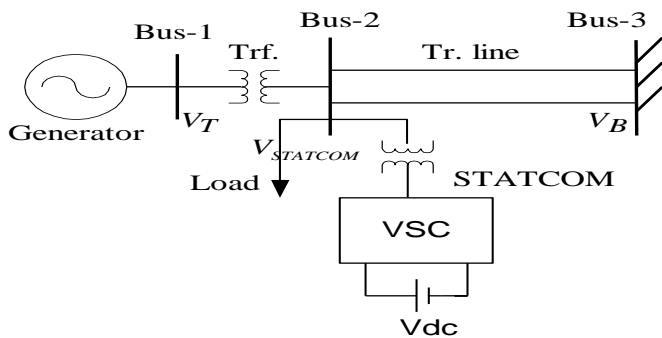 Bus-1
Trf.
Bus-2
Tr. line
Bus-3
Generator
V_T
V_B
V_STATCOM
Load
STATCOM
VSC
Vdc